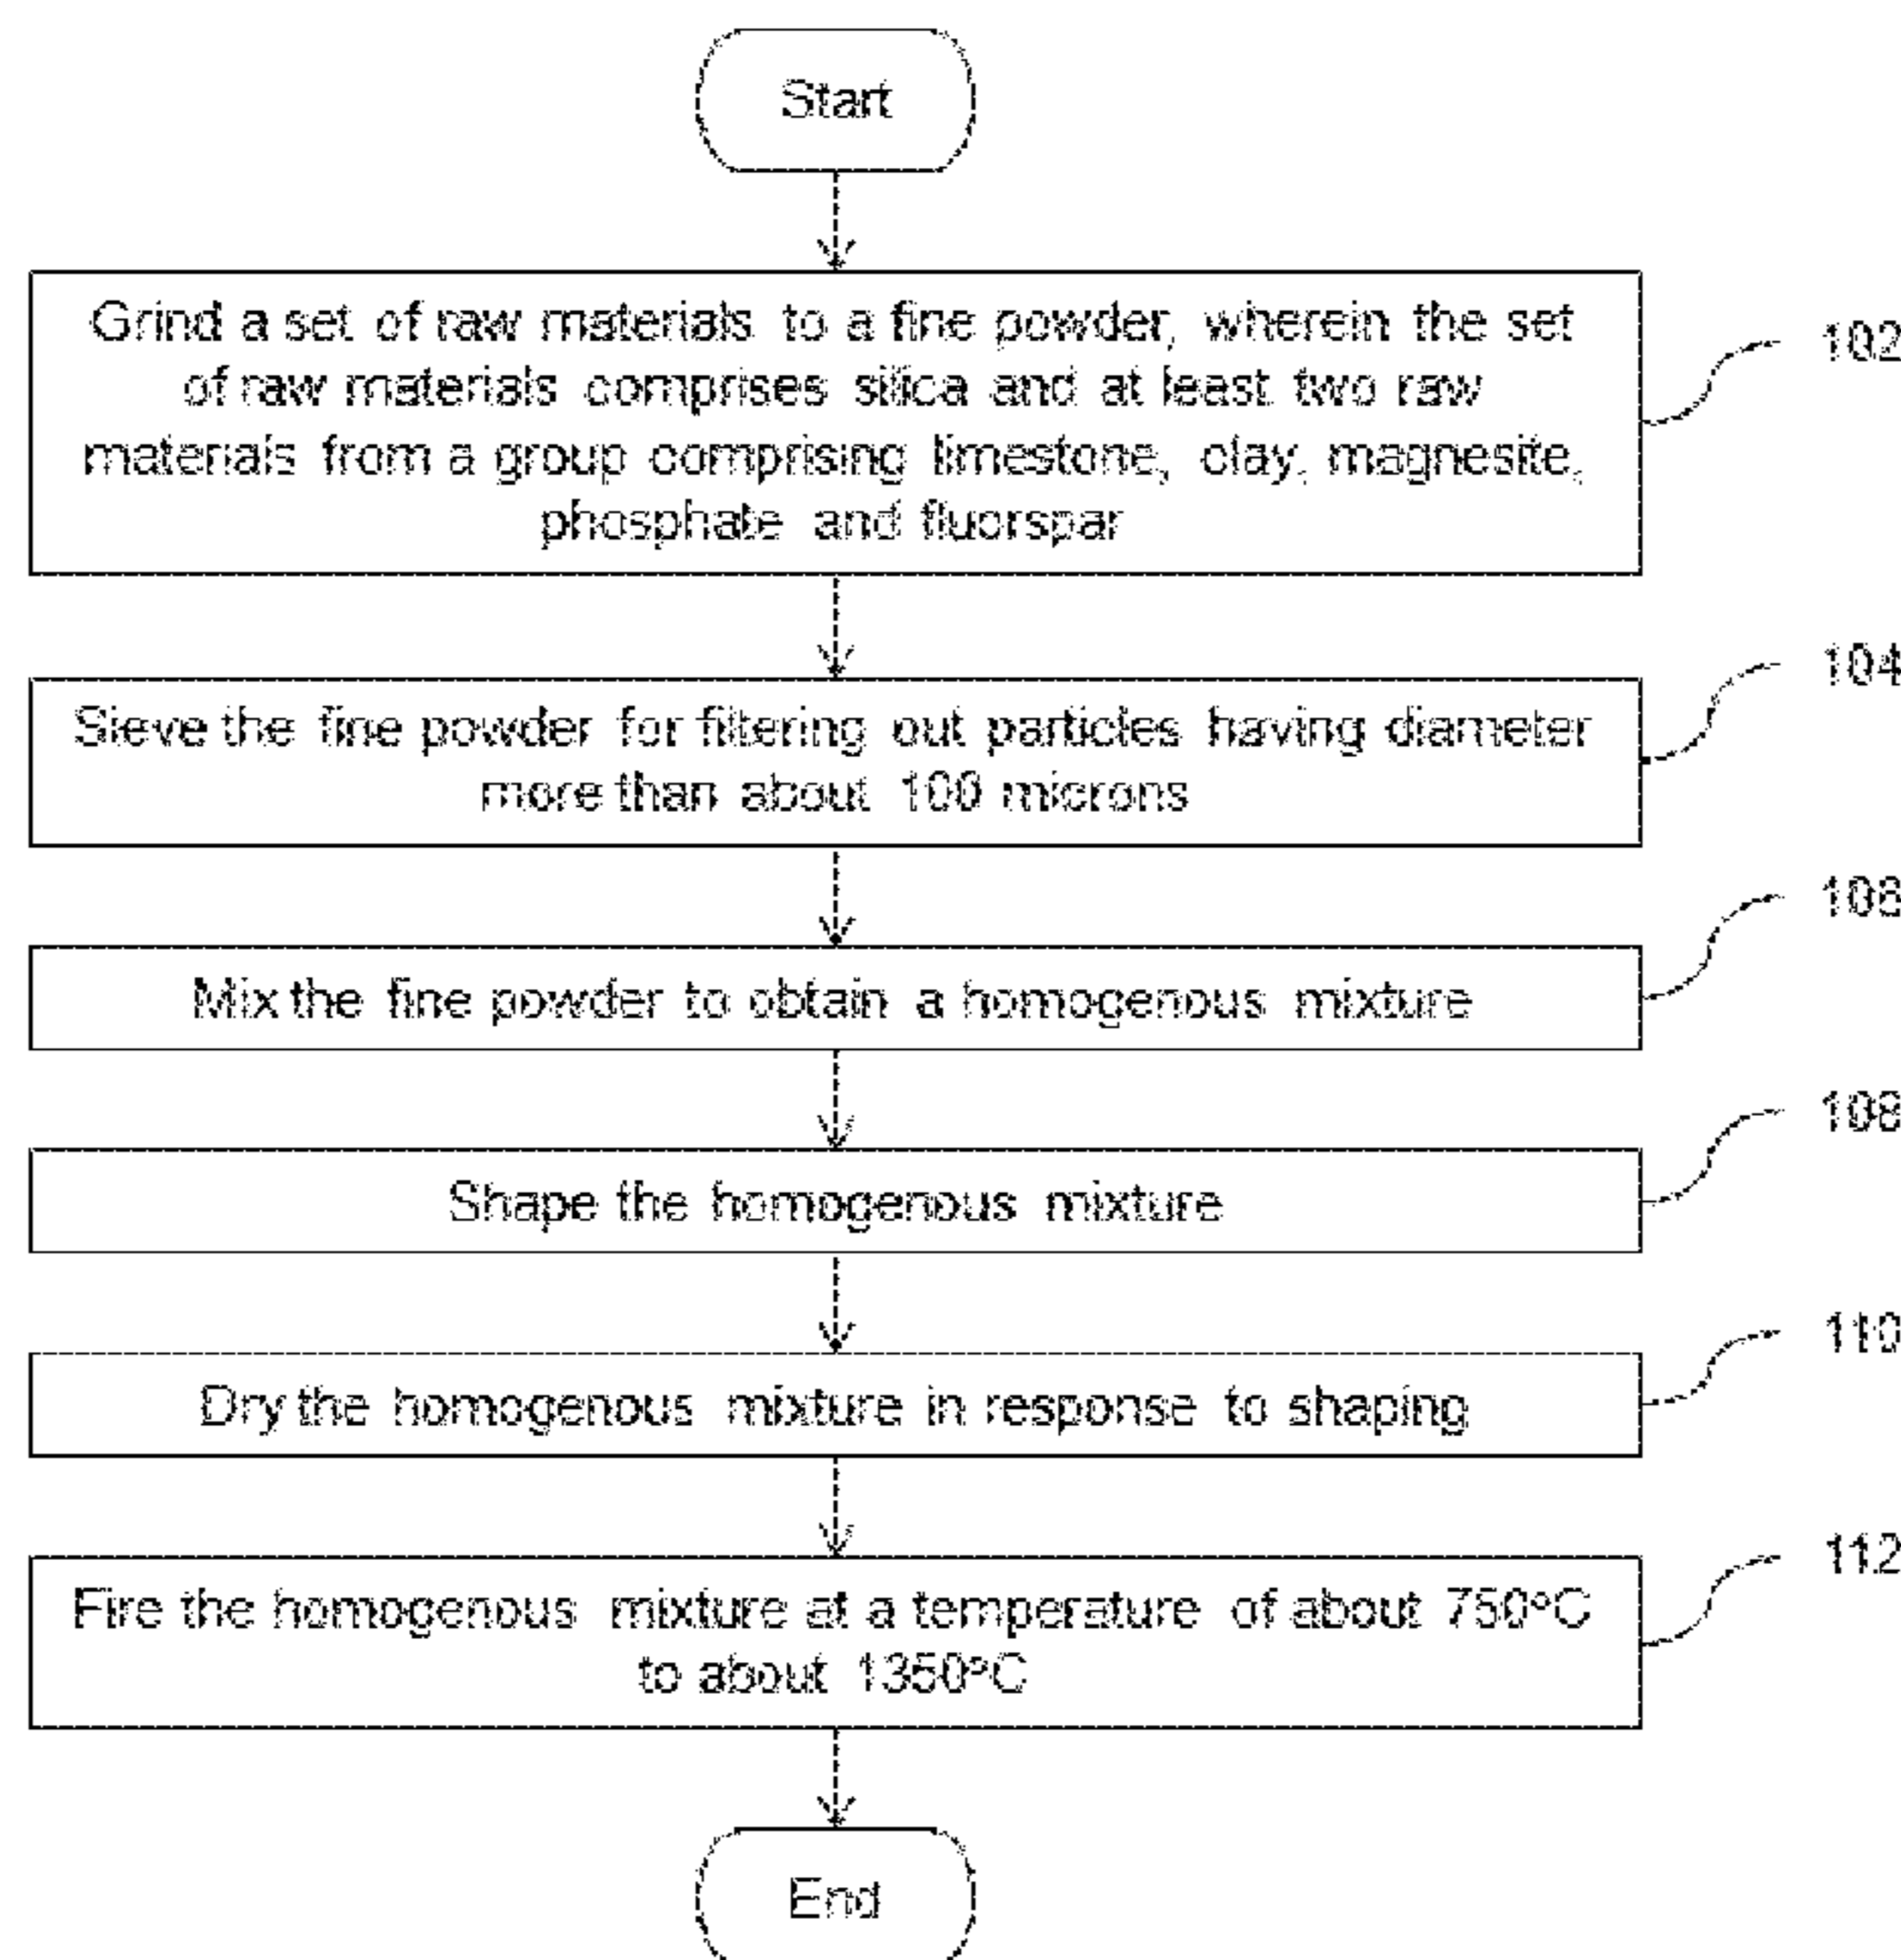 Start
Grind a set of raw materials to a fine powder, wherein the set
of raw materials comprises silica and at least two raw
materials from a group comprising limestone, clay, magnesite,
phosphate and fluorspar
102
Sieve the fine powder for filtering out particles having diameter
more than about 100 microns
104
Mix the fine powder to obtain a homogenous mixture
106
Shape the homogenous mixture
108
Dry the homogenous mixture in response to shaping
110
Fire the homogenous mixture at a temperature of about 750°C
to about 1350°C
112
End